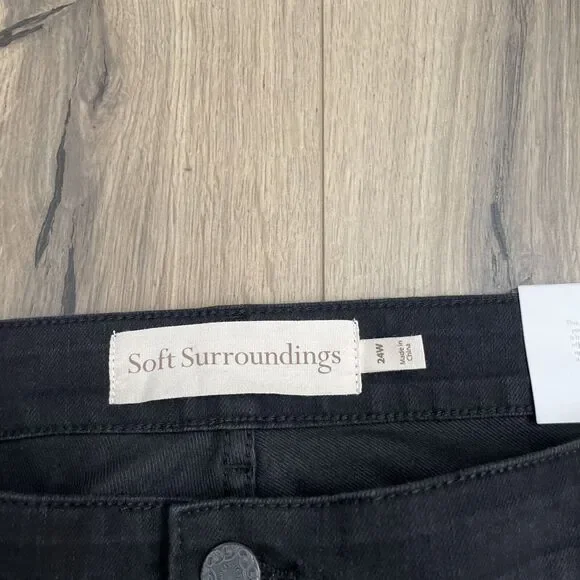 Soft Surroundings
24W
Made in
China